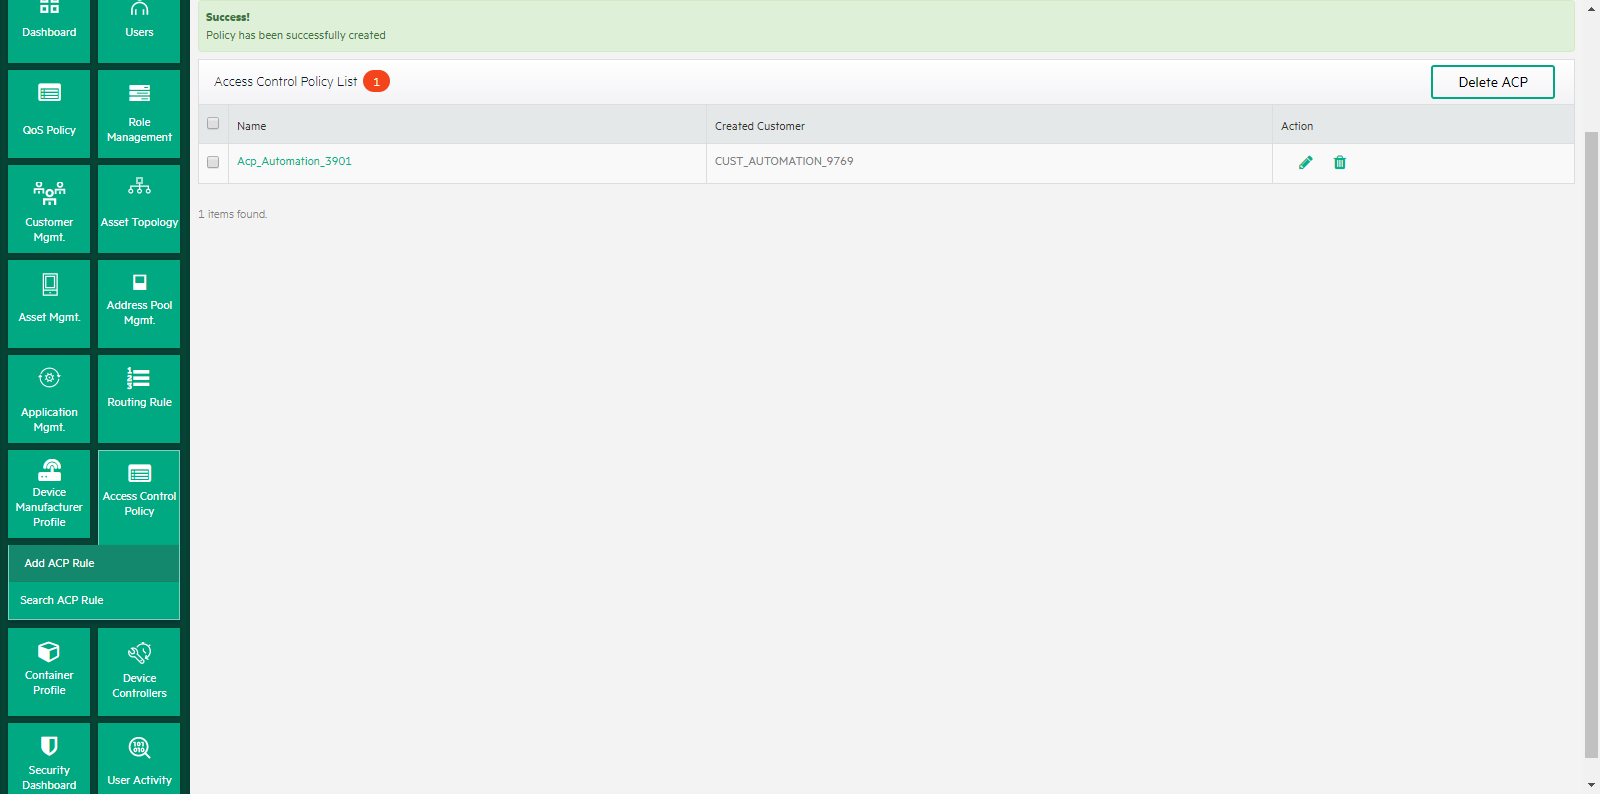 Dashboard
Users
QoS Policy
Role
Management
Customer
Mgmt.
Asset Topology
Asset Mgmt.
Address Pool
Mgmt.
Application
Mgmt.
Routing Rule
Device
Manufacturer
Profile
Access Control
Policy
Add ACP Rule
Search ACP Rule
Container
Profile
Device
Controllers
Security
Dashboard
User Activity
Success!
Policy has been successfully created
Access Control Policy List 1
Delete ACP
Name Created Customer Action
Acp_Automation_3901 CUST_AUTOMATION_9769
1 items found.